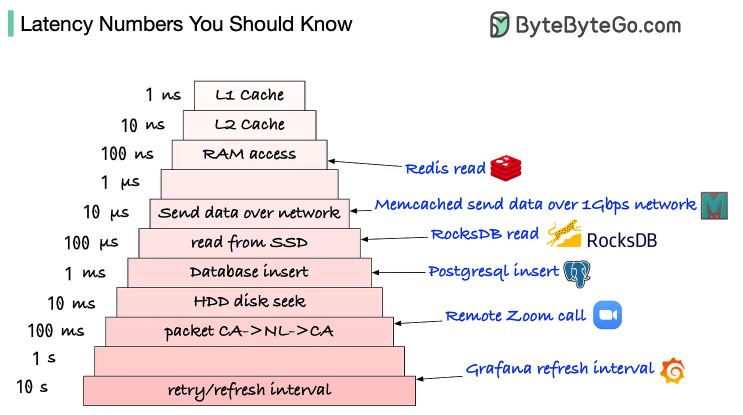 Latency Numbers You Should Know
ByteByteGo.com
1 ns L1 Cache
10 ns L2 Cache
100 ns RAM access
Redis read
1 µs
10 µs Send data over network
Memcached send data over 1Gbps network
100 µs read from SSD
RocksDB read RocksDB
1 ms Database insert
Postgresql insert
10 ms HDD disk seek
100 ms packet CA->NL->CA
Remote Zoom call
1 s
10 s retry/refresh interval
Grafana refresh interval